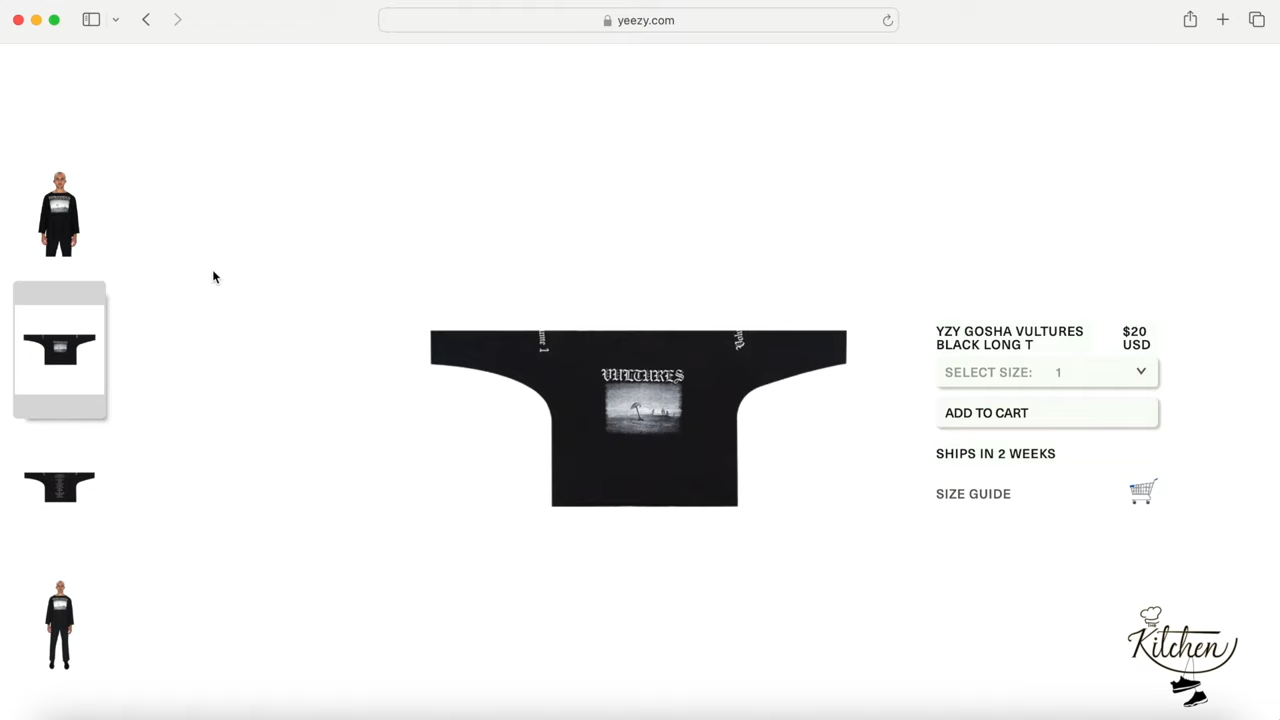 yeezy.com
VULTURES
YZY GOSHA VULTURES
BLACK LONG T
$20
USD
SELECT SIZE: 1
ADD TO CART
SHIPS IN 2 WEEKS
SIZE GUIDE
THE
Kitchen